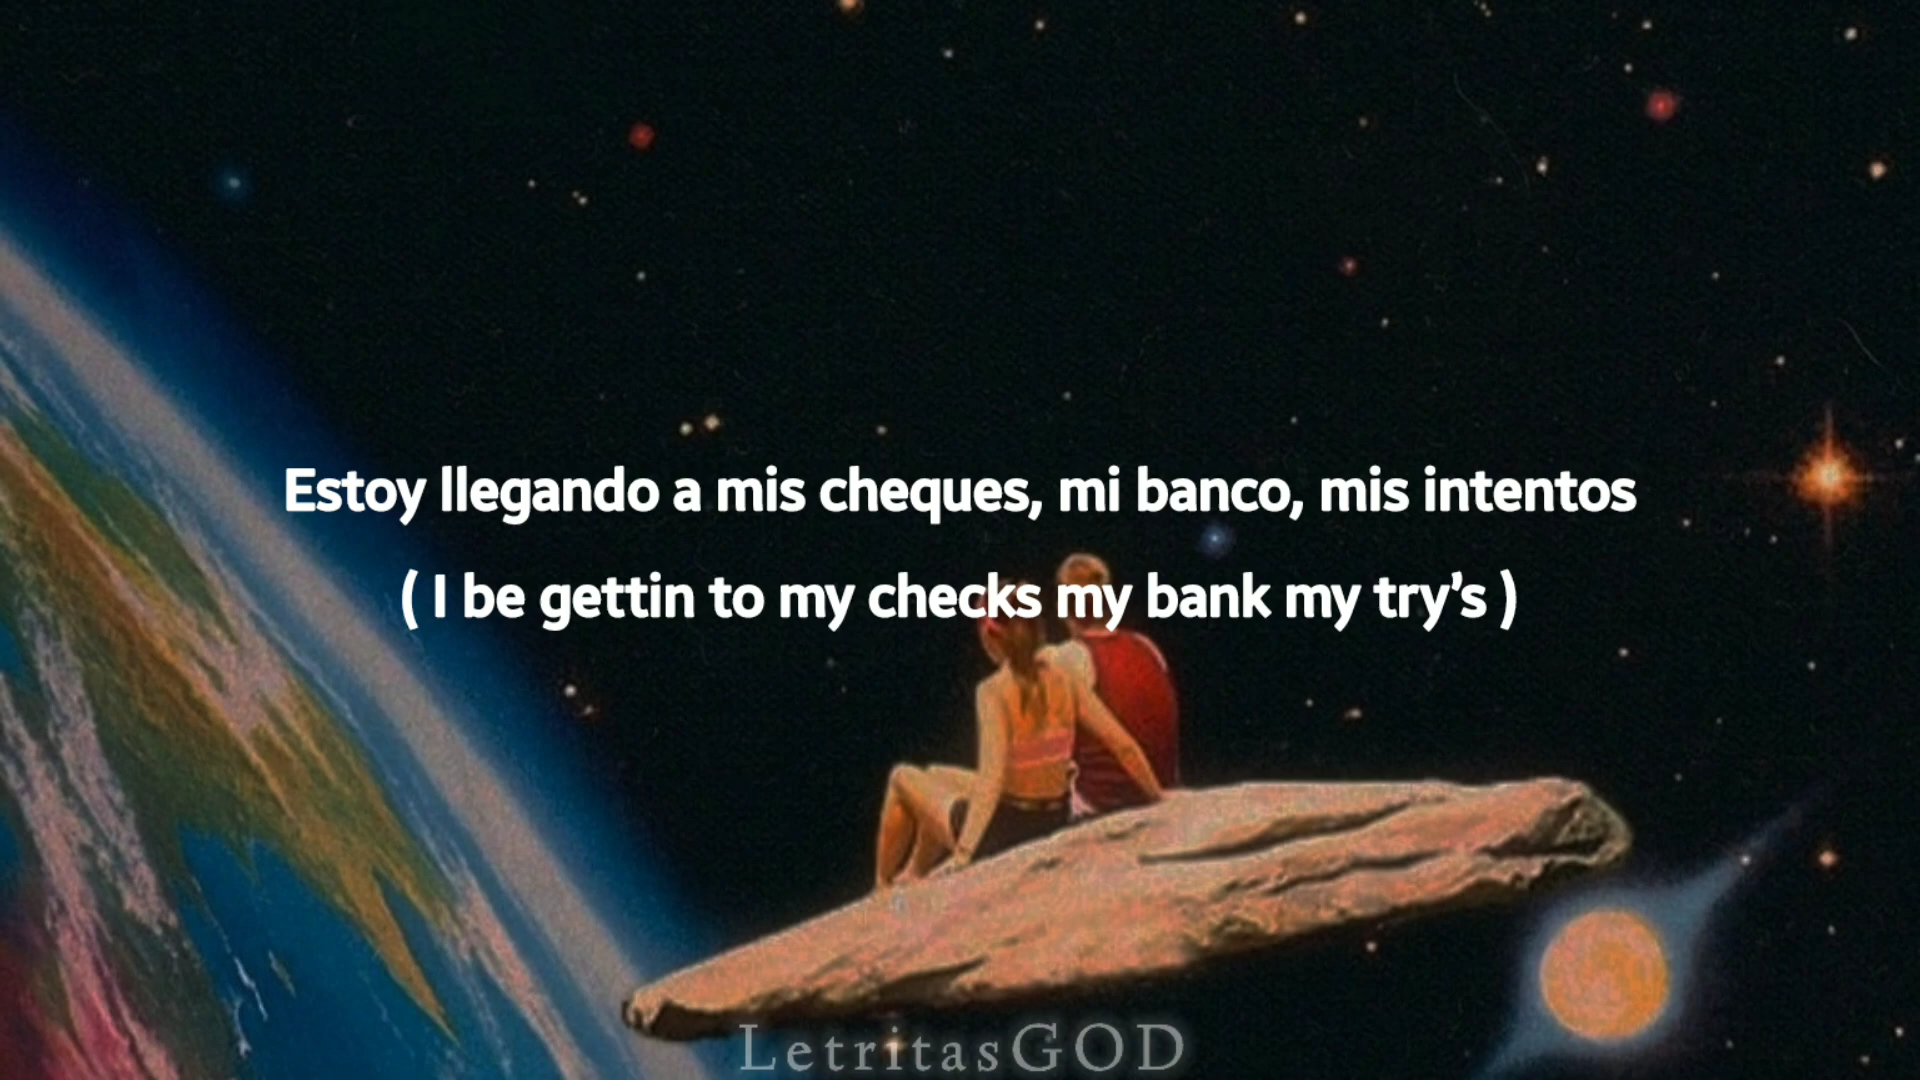 Estoy llegando a mis cheques, mi banco, mis intentos
( I be gettin to my checks my bank my try's )
LetritasGOD